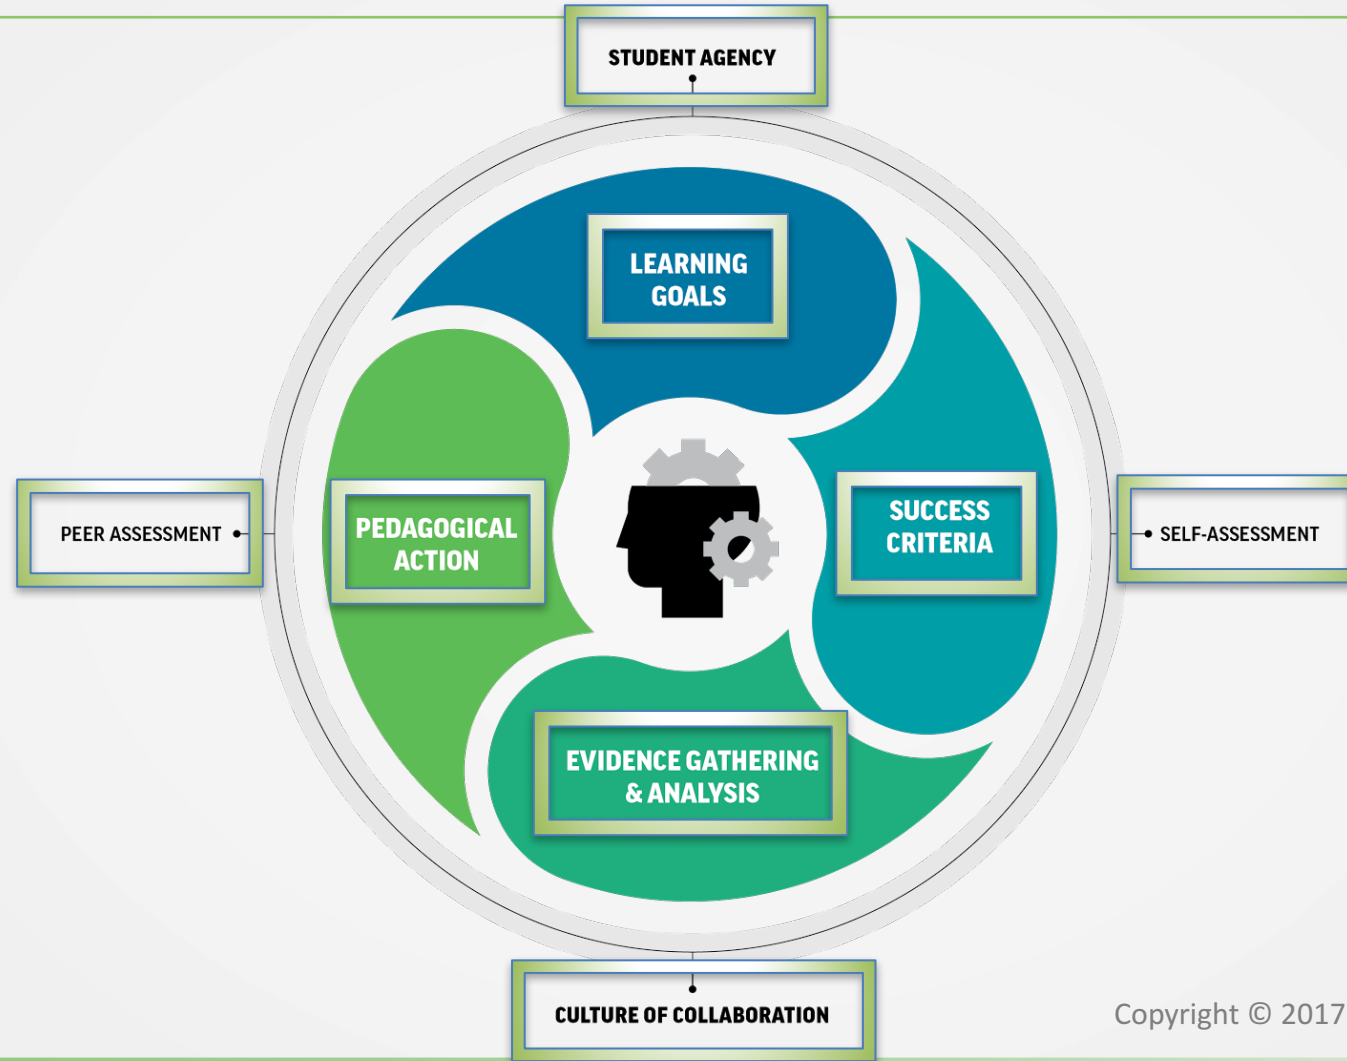 STUDENT AGENCY
LEARNING
GOALS
PEER ASSESSMENT
PEDAGOGICAL
ACTION
SUCCESS
CRITERIA
SELF-ASSESSMENT
EVIDENCE GATHERING
& ANALYSIS
CULTURE OF COLLABORATION
Copyright © 2017